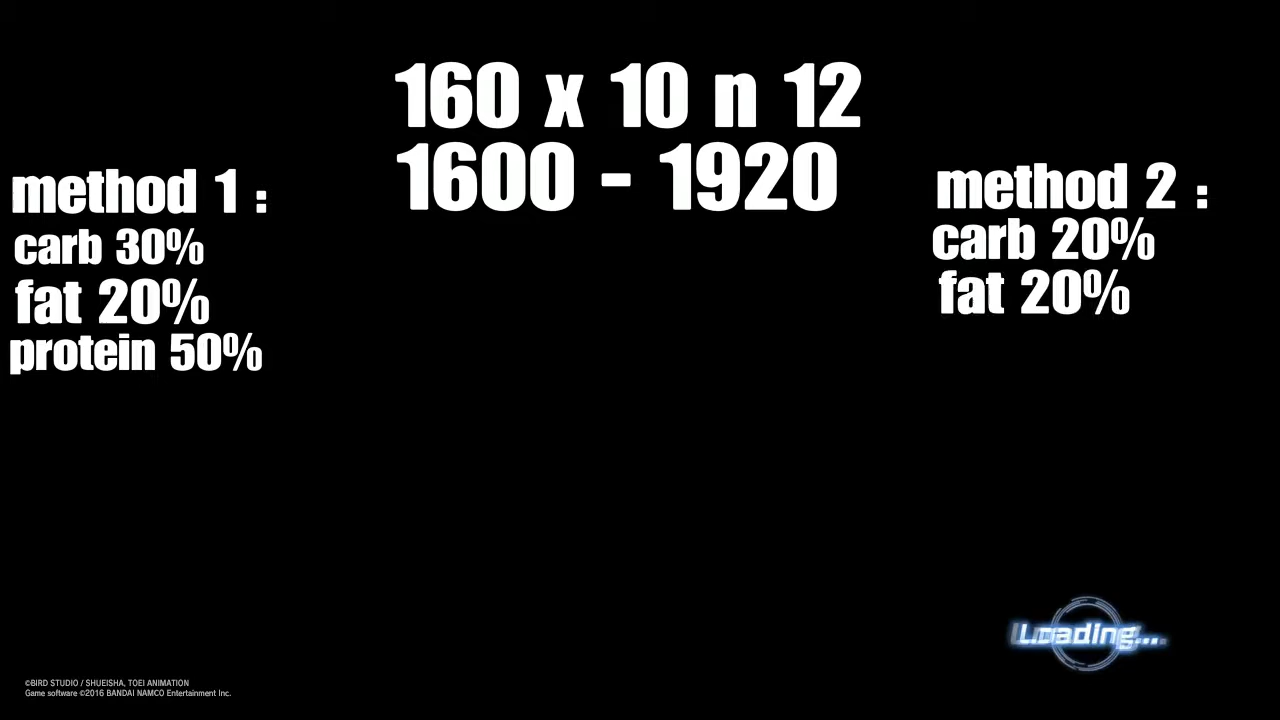 160 x 10 n 12
1600 - 1920
method 1 :
carb 30%
fat 20%
protein 50%
method 2 :
carb 20%
fat 20%
Loading...
©BIRD STUDIO / SHUEISHA, TOEI ANIMATION
Game software ©2016 BANDAI NAMCO Entertainment Inc.